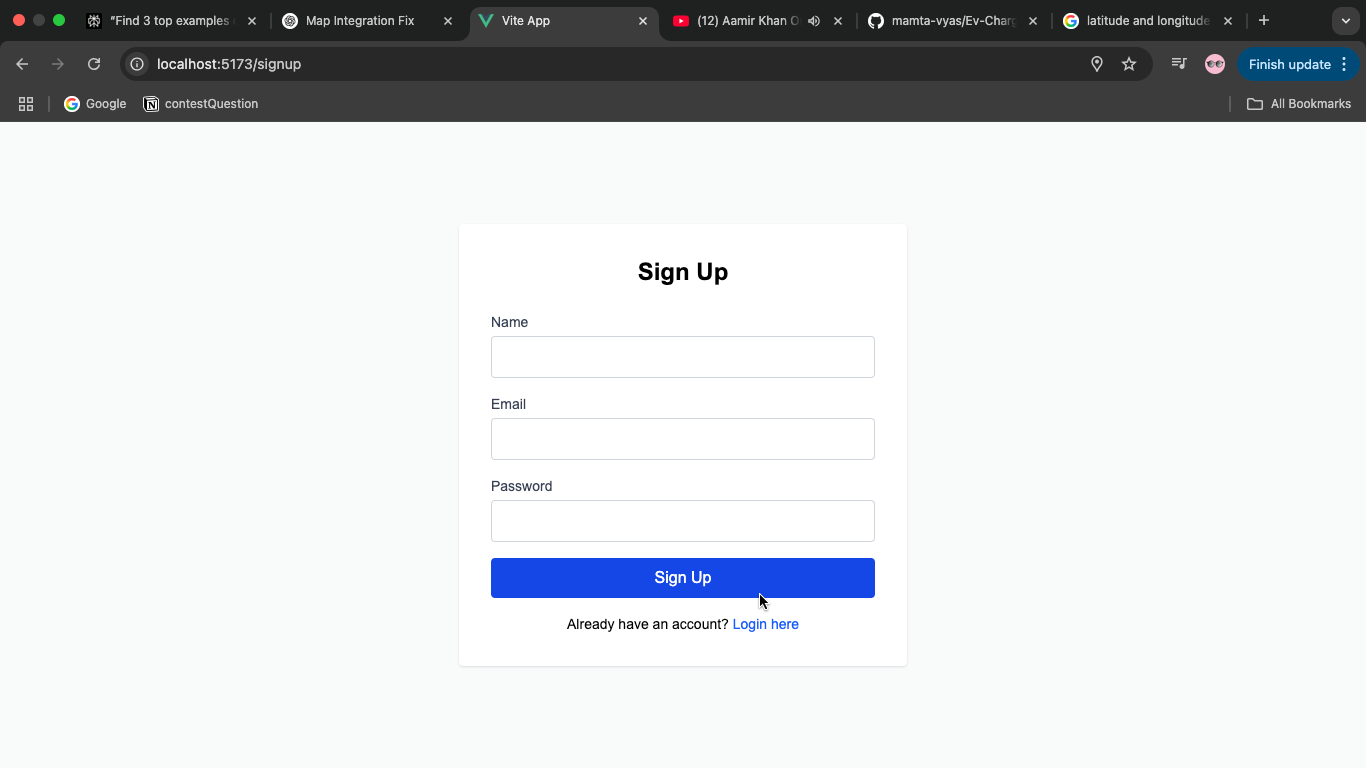 "Find 3 top examples
Map Integration Fix
Vite App
(12) Aamir Khan
mamta-vyas/Ev-Charg
latitude and longitude
localhost:5173/signup
Finish update
Google
contestQuestion
All Bookmarks
Sign Up
Name
Email
Password
Sign Up
Already have an account? Login here